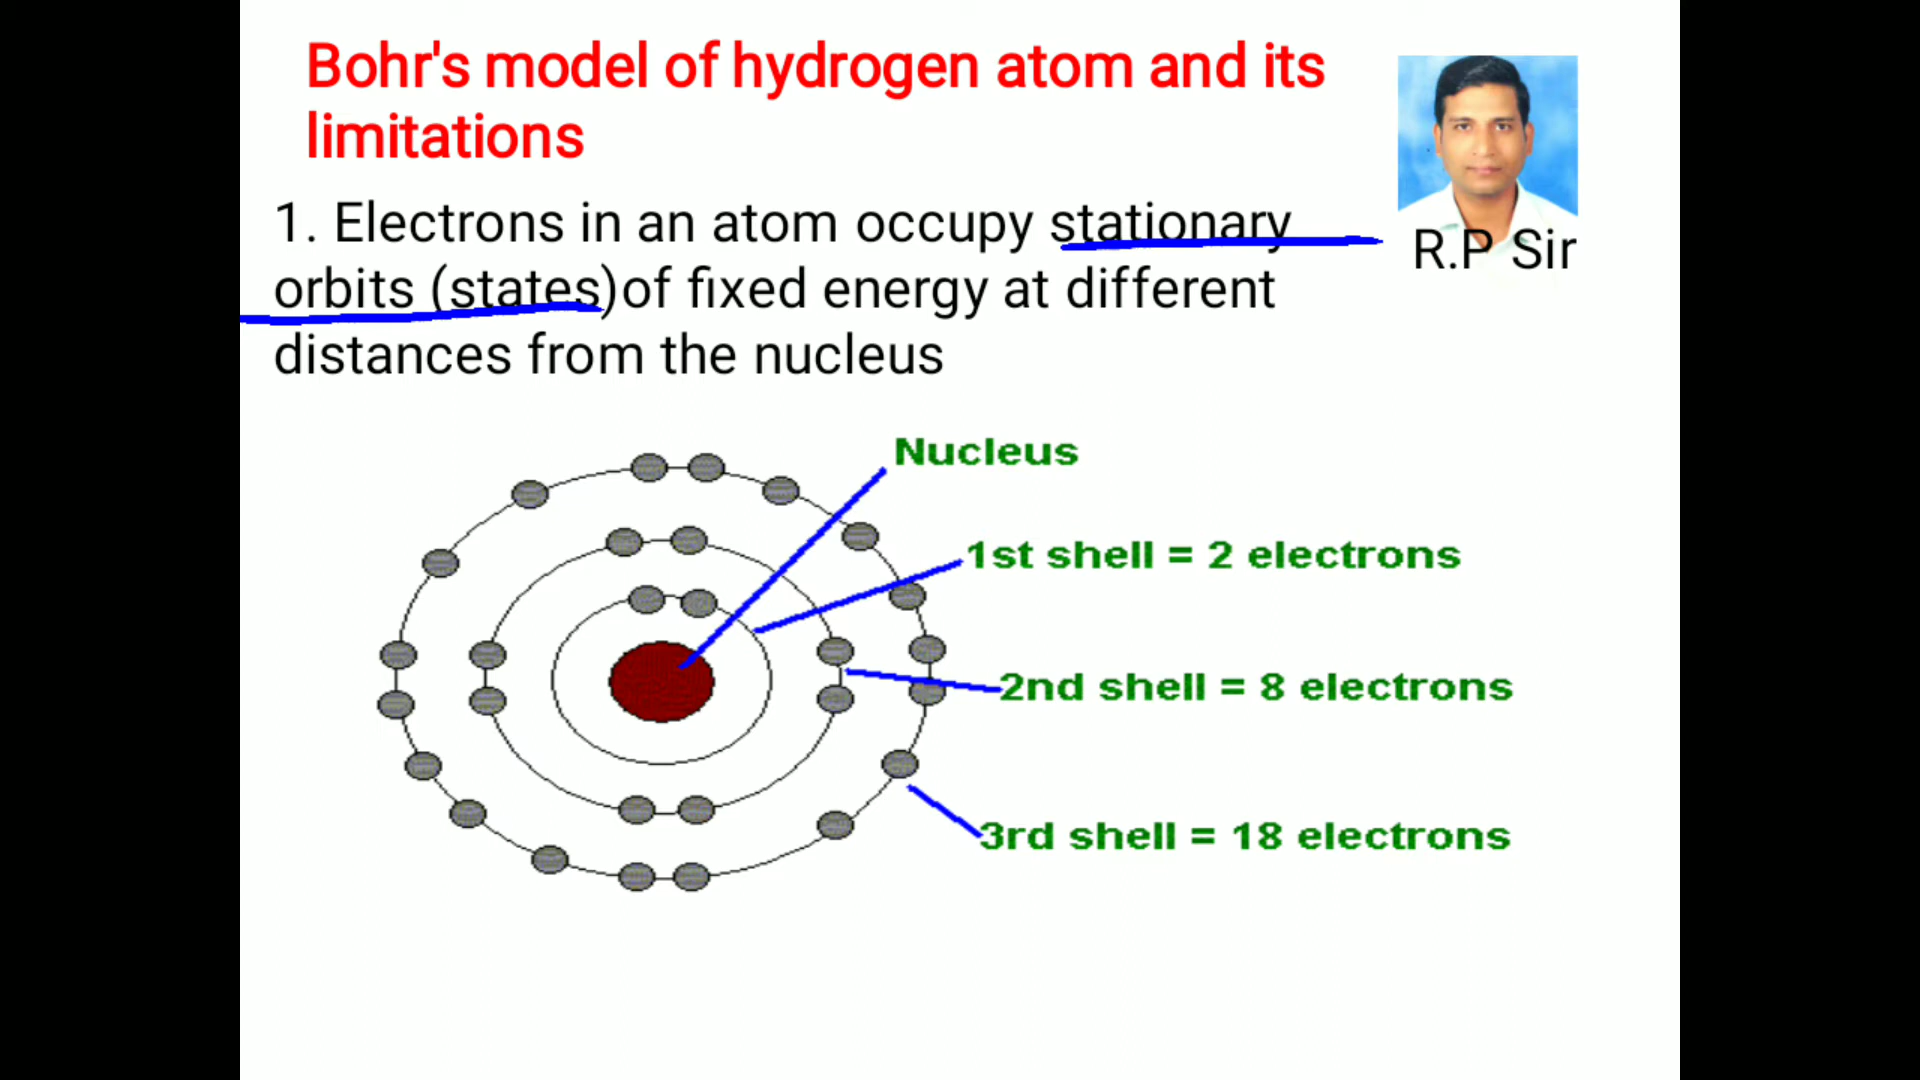 Bohr's model of hydrogen atom and its
limitations
R.P Sir
1. Electrons in an atom occupy stationary
orbits (states)of fixed energy at different
distances from the nucleus
Nucleus
1st shell = 2 electrons
2nd shell = 8 electrons
3rd shell = 18 electrons